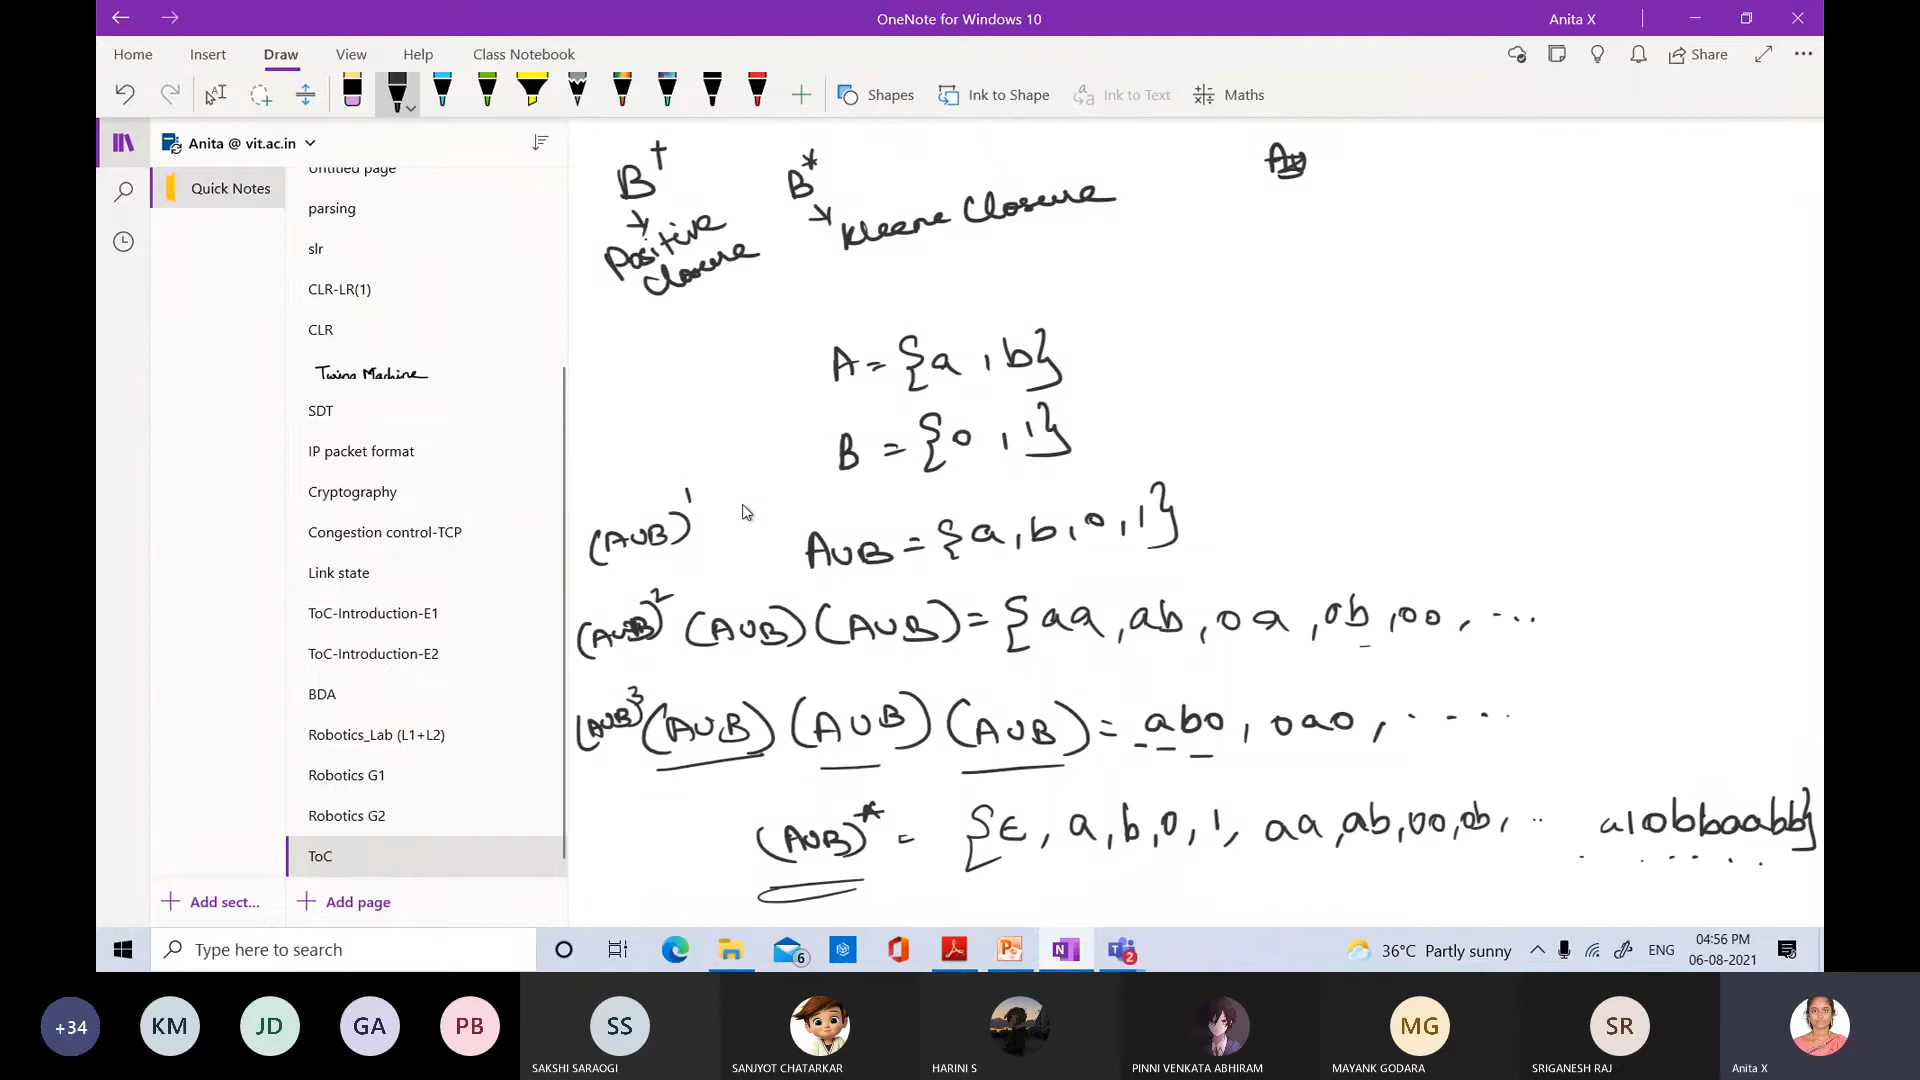 OneNote for Windows 10
Anita X
Home Insert Draw View Help Class Notebook
Share
Shapes Ink to Shape Ink to Text Maths
Anita @ vit.ac.in
Quick Notes
Untitled page
parsing
slr
CLR-LR(1)
CLR
Turing Machine
SDT
IP packet format
Cryptography
Congestion control-TCP
Link state
ToC-Introduction-E1
ToC-Introduction-E2
BDA
Robotics_Lab (L1+L2)
Robotics G1
Robotics G2
ToC
Add sect...
Add page
B⁺ B*
Positive closure
Kleene Closure
A = {a, b}
B = {0, 1}
(A∪B)¹ A∪B = {a, b, 0, 1}
(A∪B)² (A∪B)(A∪B) = {aa, ab, 0a, 0b, 00, ...
(A∪B)³ (A∪B)(A∪B)(A∪B) = ab0, 0a0, .....
(A∪B)* = {ϵ, a, b, 0, 1, aa, ab, 00, 0b, .. a10bbaabb}
Type here to search
6
2
36°C Partly sunny
ENG
04:56 PM
06-08-2021
+34
KM
JD
GA
PB
SS
MG
SR
SAKSHI SARAOGI
SANJYOT CHATARKAR
HARINI S
PINNI VENKATA ABHIRAM
MAYANK GODARA
SRIGANESH RAJ
Anita X